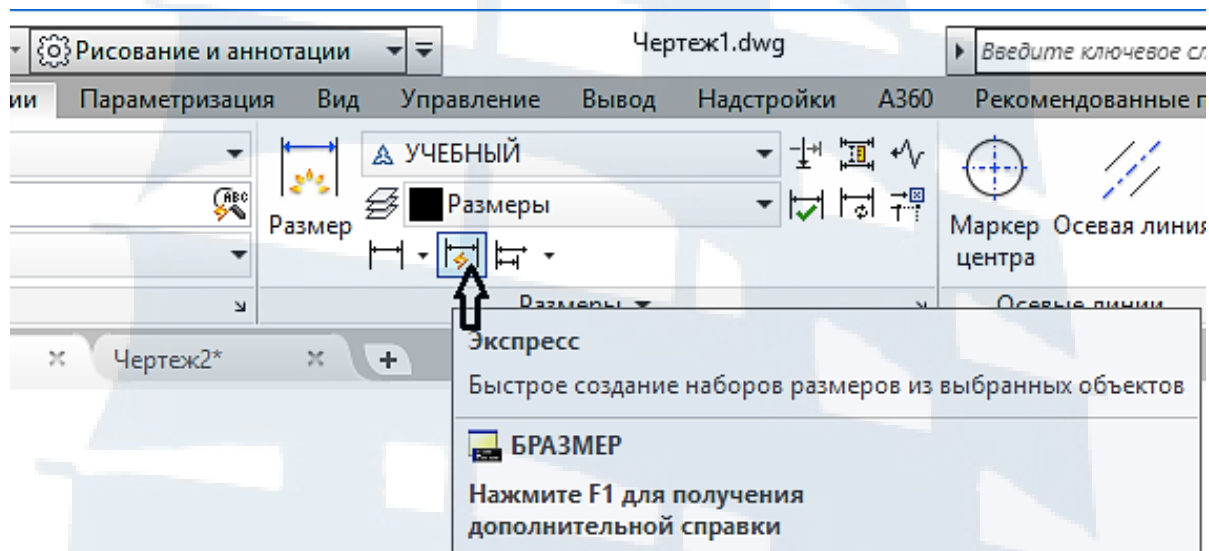 Рисование и аннотации
Чертеж1.dwg
Введите ключевое сл
ии Параметризация Вид Управление Вывод Надстройки А360 Рекомендованные п
УЧЕБНЫЙ
ABC
Размеры
Размер
Маркер центра
Осевая линия
Размеры
Осевые линии
Чертеж2*
Экспресс
Быстрое создание наборов размеров из выбранных объектов
БРАЗМЕР
Нажмите F1 для получения
дополнительной справки